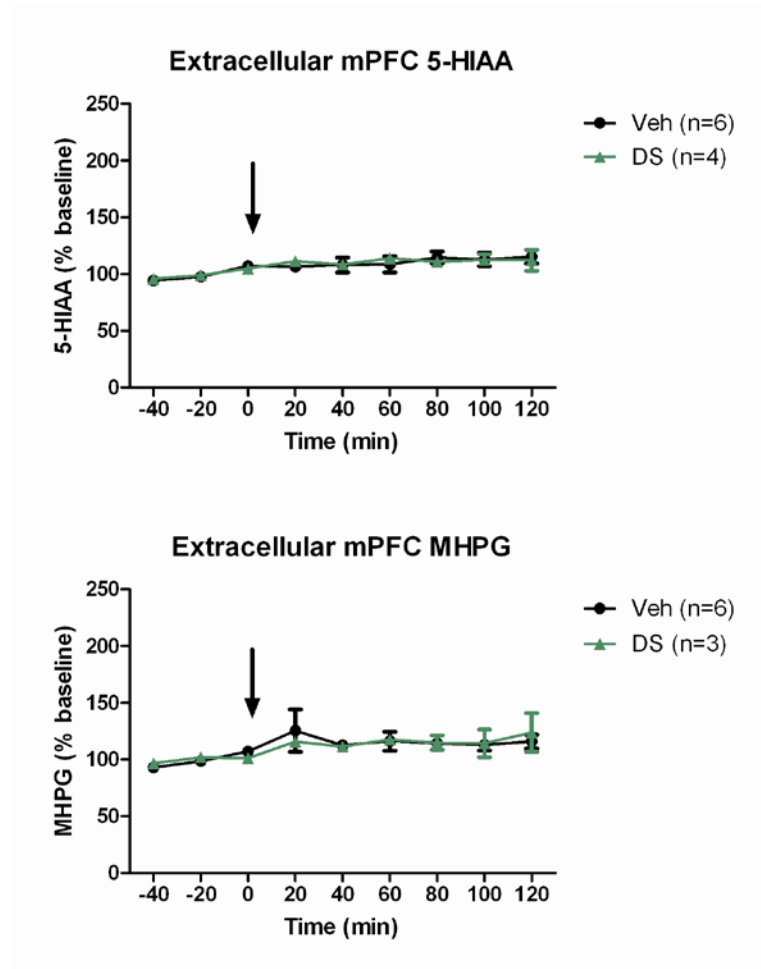 Extracellular mPFC 5-HIAA
250
200
150
100
50
0
5-HIAA (% baseline)
-40 -20 0 20 40 60 80 100 120
Time (min)
Veh (n=6)
DS (n=4)
Extracellular mPFC MHPG
250
200
150
100
50
0
MHPG (% baseline)
-40 -20 0 20 40 60 80 100 120
Time (min)
Veh (n=6)
DS (n=3)